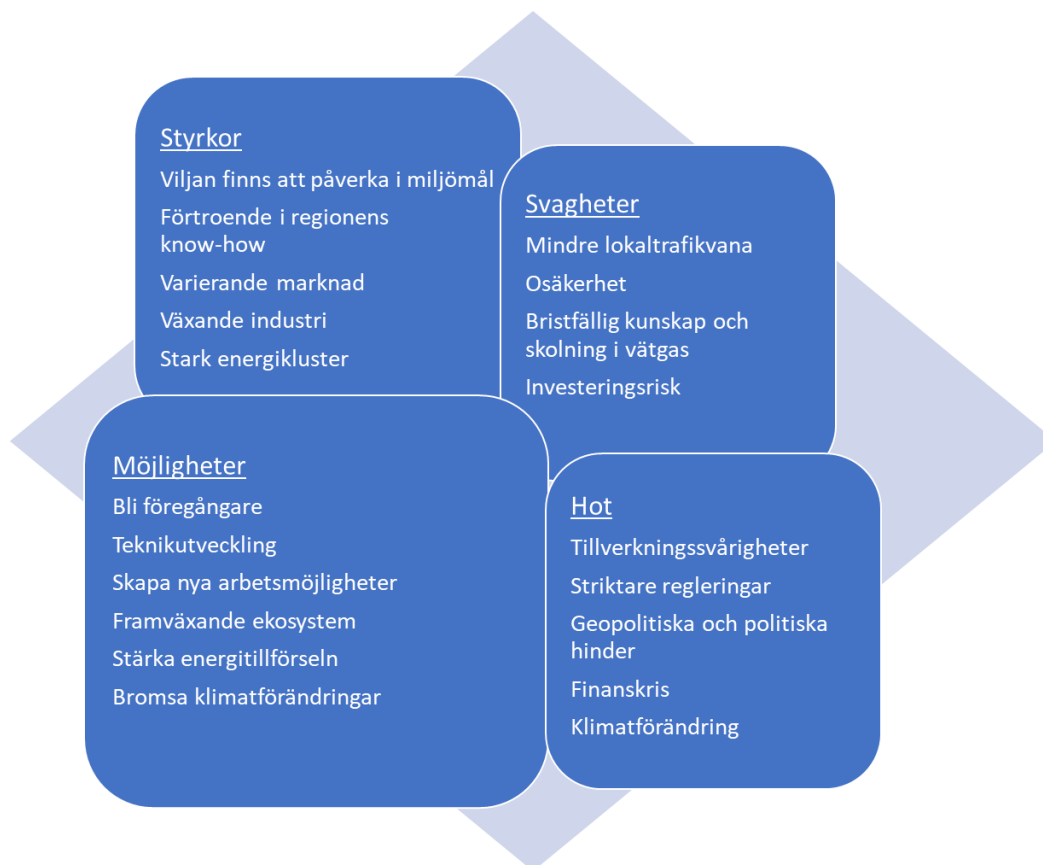 Styrkor
Viljan finns att påverka i miljömål
Förtroende i regionens
know-how
Varierande marknad
Växande industri
Stark energikluster
Svagheter
Mindre lokaltrafikvana
Osäkerhet
Bristfällig kunskap och
skolning i vätgas
Investeringsrisk
Möjligheter
Bli föregångare
Teknikutveckling
Skapa nya arbetsmöjligheter
Framväxande ekosystem
Stärka energitillförseln
Bromsa klimatförändringar
Hot
Tillverkningssvårigheter
Striktare regleringar
Geopolitiska och politiska
hinder
Finanskris
Klimatförändring